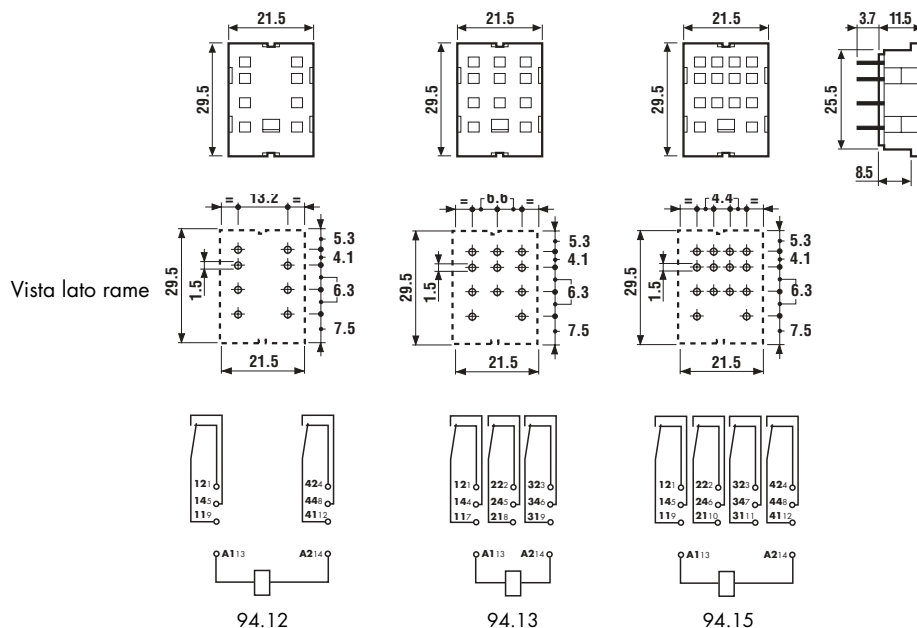 21.5 21.5 21.5 3.7 11.5
29.5 29.5 29.5 25.5
8.5
= 13.2 = = 6.6 = = 4.4 =
5.3 5.3 5.3
4.1 4.1 4.1
Vista lato rame 29.5 1.5 6.3 29.5 1.5 6.3 29.5 1.5 6.3
7.5 7.5 7.5
21.5 21.5 21.5
121 424 121 222 323 121 222 323 424
145 448 144 245 346 145 246 347 448
119 4112 117 218 319 119 2110 3111 4112
A113 A214 A113 A214 A113 A214
94.12 94.13 94.15